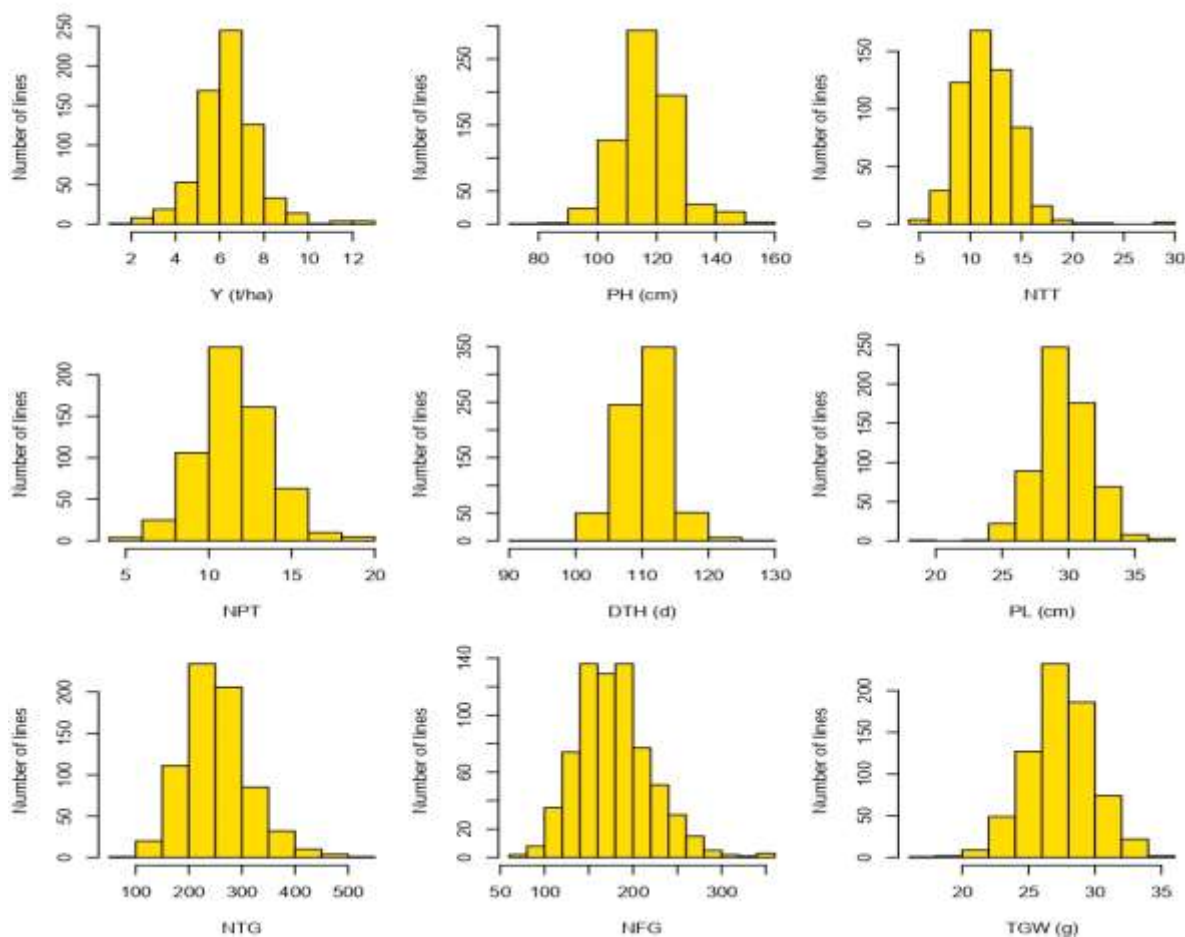 Number of lines
0 50 100 150 200 250
2 4 6 8 10 12
Y (t/ha)
Number of lines
0 50 150 250
80 100 120 140 160
PH (cm)
Number of lines
0 50 100 150
5 10 15 20 25 30
NTT
Number of lines
0 50 100 150 200
5 10 15 20
NPT
Number of lines
0 50 150 250 350
90 100 110 120 130
DTH (d)
Number of lines
0 50 100 150 200 250
20 25 30 35
PL (cm)
Number of lines
0 50 100 150 200
100 200 300 400 500
NTG
Number of lines
0 20 60 100 140
50 100 200 300
NFG
Number of lines
0 50 100 150 200
20 25 30 35
TGW (g)